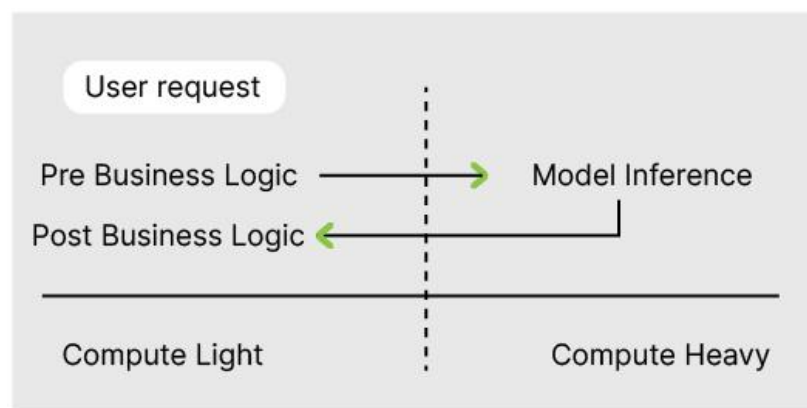 User request
Pre Business Logic
Model Inference
Post Business Logic
Compute Light
Compute Heavy